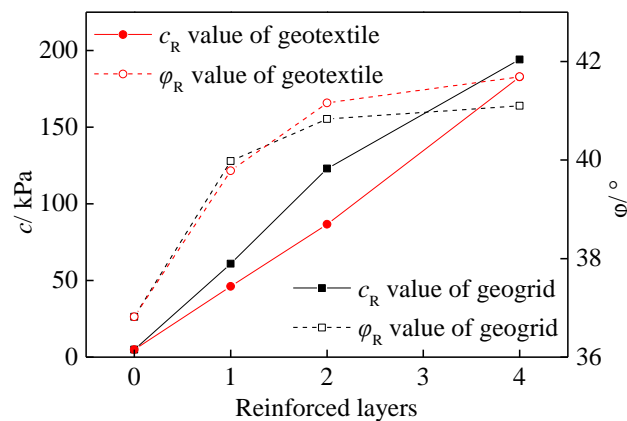 c_R value of geotextile
φ_R value of geotextile
200
150
100
50
0
c/ kPa
42
40
38
36
φ/ °
c_R value of geogrid
φ_R value of geogrid
0 1 2 3 4
Reinforced layers